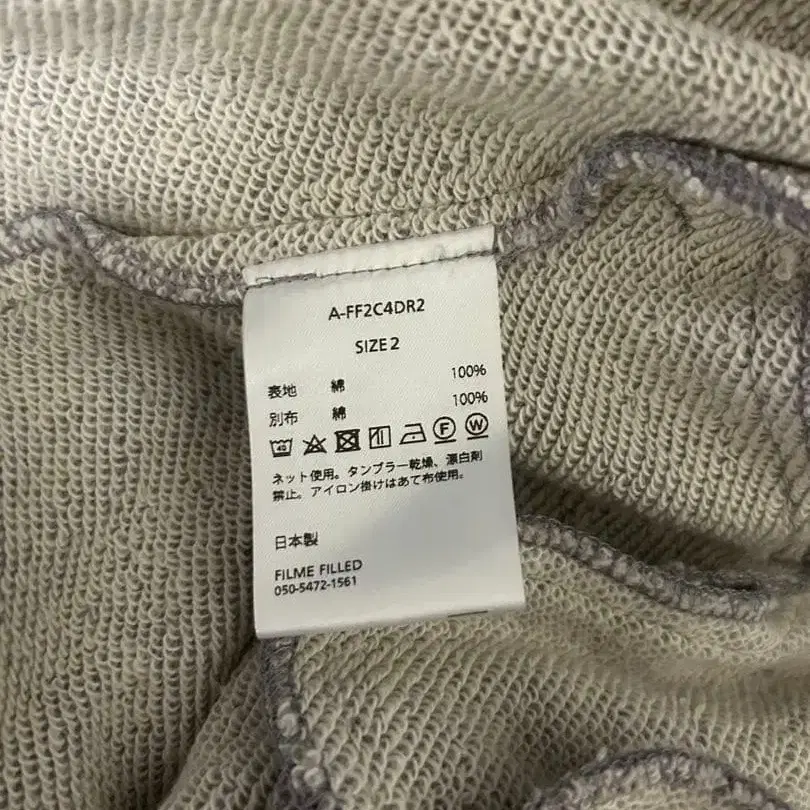 A-FF2C4DR2
SIZE 2
表地 綿 100%
別布 綿 100%
40 F W
ネット使用。タンブラー乾燥、漂白剤
禁止。アイロン掛けはあて布使用。
日本製
FILME FILLED
050-5472-1561